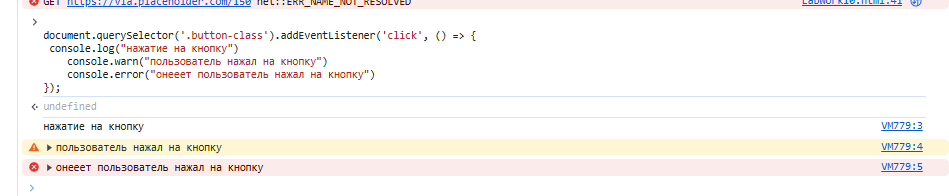 GET https://via.placeholder.com/150 net::ERR_NAME_NOT_RESOLVED LabWork10.html:41
document.querySelector('.button-class').addEventListener('click', () => {
console.log("нажатие на кнопку")
console.warn("пользователь нажал на кнопку")
console.error("онееет пользователь нажал на кнопку")
});
undefined
нажатие на кнопку VM779:3
пользователь нажал на кнопку VM779:4
онееет пользователь нажал на кнопку VM779:5